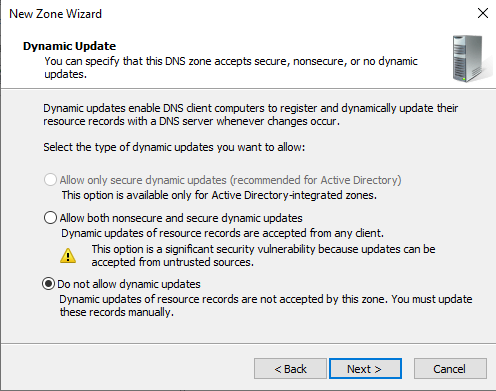 New Zone Wizard
Dynamic Update
You can specify that this DNS zone accepts secure, nonsecure, or no dynamic
updates.
Dynamic updates enable DNS client computers to register and dynamically update their
resource records with a DNS server whenever changes occur.
Select the type of dynamic updates you want to allow:
Allow only secure dynamic updates (recommended for Active Directory)
This option is available only for Active Directory-integrated zones.
Allow both nonsecure and secure dynamic updates
Dynamic updates of resource records are accepted from any client.
This option is a significant security vulnerability because updates can be
accepted from untrusted sources.
Do not allow dynamic updates
Dynamic updates of resource records are not accepted by this zone. You must update
these records manually.
< Back Next > Cancel